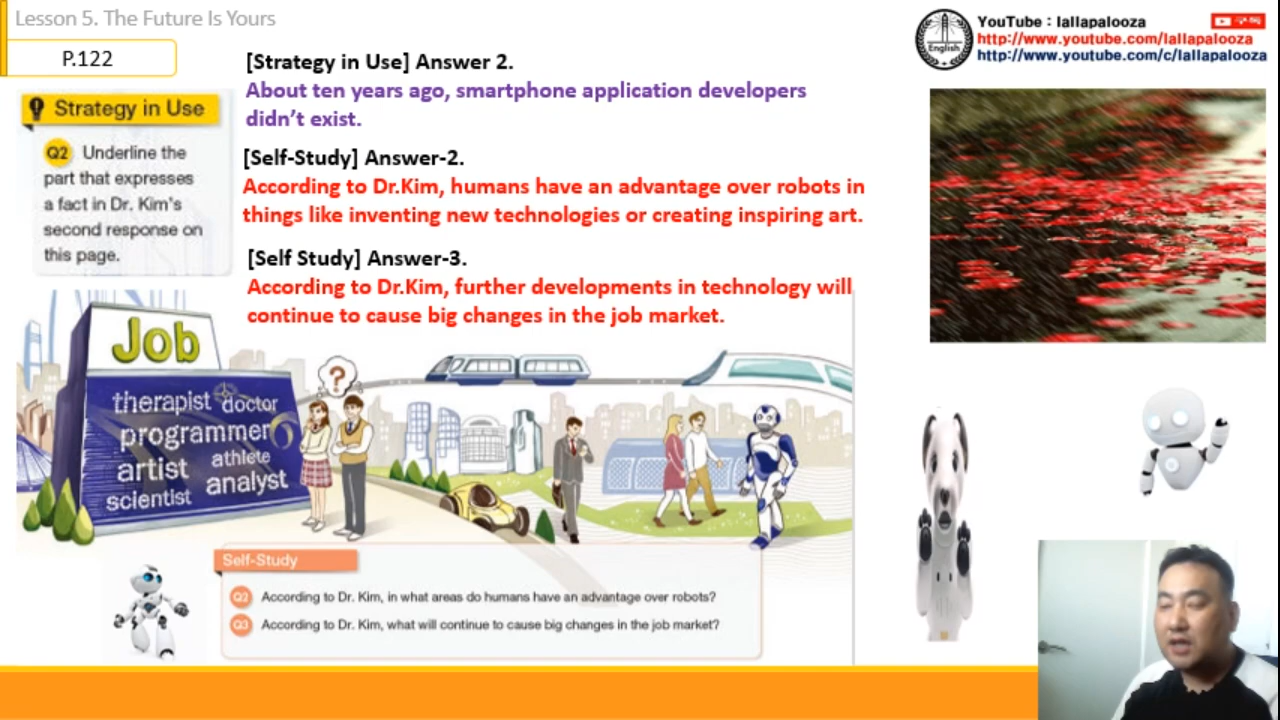 Lesson 5. The Future Is Yours
P.122
YouTube : lallapalooza
http://www.youtube.com/lallapalooza
http://www.youtube.com/c/lallapalooza
English
구독
[Strategy in Use] Answer 2.
About ten years ago, smartphone application developers
didn't exist.
Strategy in Use
Q2 Underline the
part that expresses
a fact in Dr. Kim's
second response on
this page.
[Self-Study] Answer-2.
According to Dr.Kim, humans have an advantage over robots in
things like inventing new technologies or creating inspiring art.
[Self Study] Answer-3.
According to Dr.Kim, further developments in technology will
continue to cause big changes in the job market.
Job
?
therapist doctor
programmer
artist athlete
scientist analyst
Self-Study
Q2 According to Dr. Kim, in what areas do humans have an advantage over robots?
Q3 According to Dr. Kim, what will continue to cause big changes in the job market?